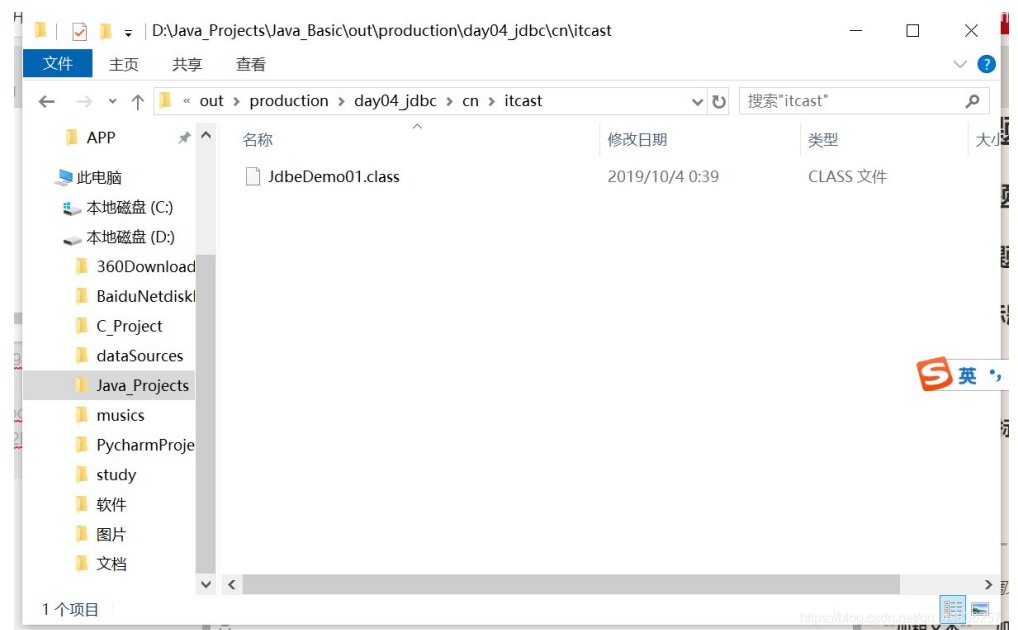 D:\Java_Projects\Java_Basic\out\production\day04_jdbc\cn\itcast
文件 主页 共享 查看
« out › production › day04_jdbc › cn › itcast 搜索"itcast"
APP
名称 修改日期 类型 大小
此电脑
JdbeDemo01.class 2019/10/4 0:39 CLASS 文件
本地磁盘 (C:)
本地磁盘 (D:)
360Download
BaiduNetdiskl
C_Project
dataSources
Java_Projects
英
musics
PycharmProje
study
软件
图片
文档
1 个项目